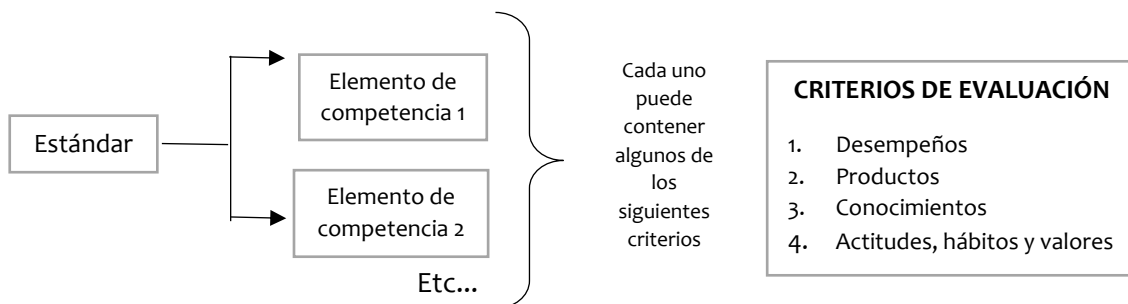 Estándar
Elemento de
competencia 1
Elemento de
competencia 2
Etc...
Cada uno
puede
contener
algunos de
los
siguientes
criterios
CRITERIOS DE EVALUACIÓN
1. Desempeños
2. Productos
3. Conocimientos
4. Actitudes, hábitos y valores